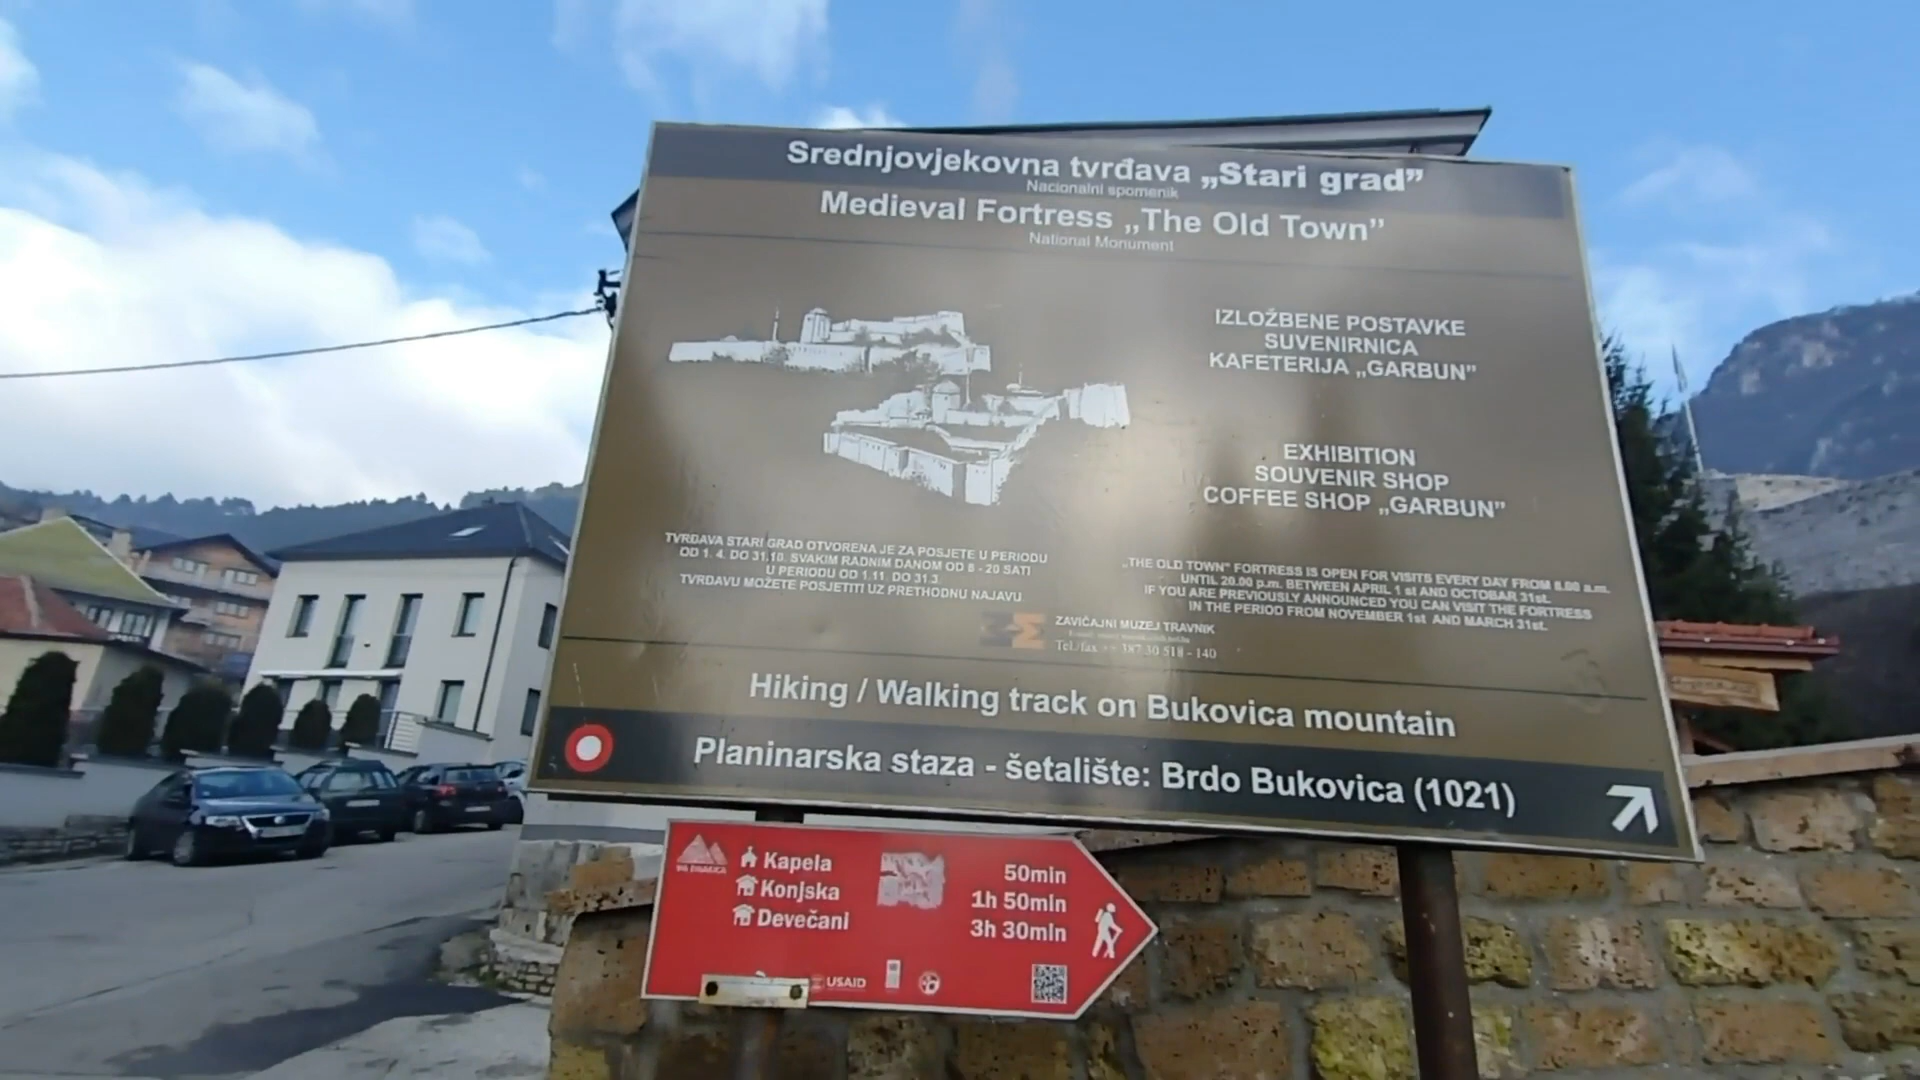 Srednjovjekovna tvrđava „Stari grad”
Nacionalni spomenik
Medieval Fortress „The Old Town”
National Monument
IZLOŽBENE POSTAVKE
SUVENIRNICA
KAFETERIJA „GARBUN”
EXHIBITION
SOUVENIR SHOP
COFFEE SHOP „GARBUN”
TVRĐAVA STARI GRAD OTVORENA JE ZA POSJETE U PERIODU
OD 1. 4. DO 31.10. SVAKIM RADNIM DANOM OD 8 - 20 SATI
U PERIODU OD 1.11. DO 31.3.
TVRĐAVU MOŽETE POSJETITI UZ PRETHODNU NAJAVU.
„THE OLD TOWN” FORTRESS IS OPEN FOR VISITS EVERY DAY FROM 8.00 a.m.
UNTIL 20.00 p.m. BETWEEN APRIL 1 st AND OCTOBAR 31st.
IF YOU ARE PREVIOUSLY ANNOUNCED YOU CAN VISIT THE FORTRESS
IN THE PERIOD FROM NOVEMBER 1st AND MARCH 31st.
ZAVIČAJNI MUZEJ TRAVNIK
Tel./fax ++ 387 30 518 - 140
Hiking / Walking track on Bukovica mountain
Planinarska staza - šetalište: Brdo Bukovica (1021)
Kapela 50min
Konjska 1h 50min
Devečani 3h 30min
USAID